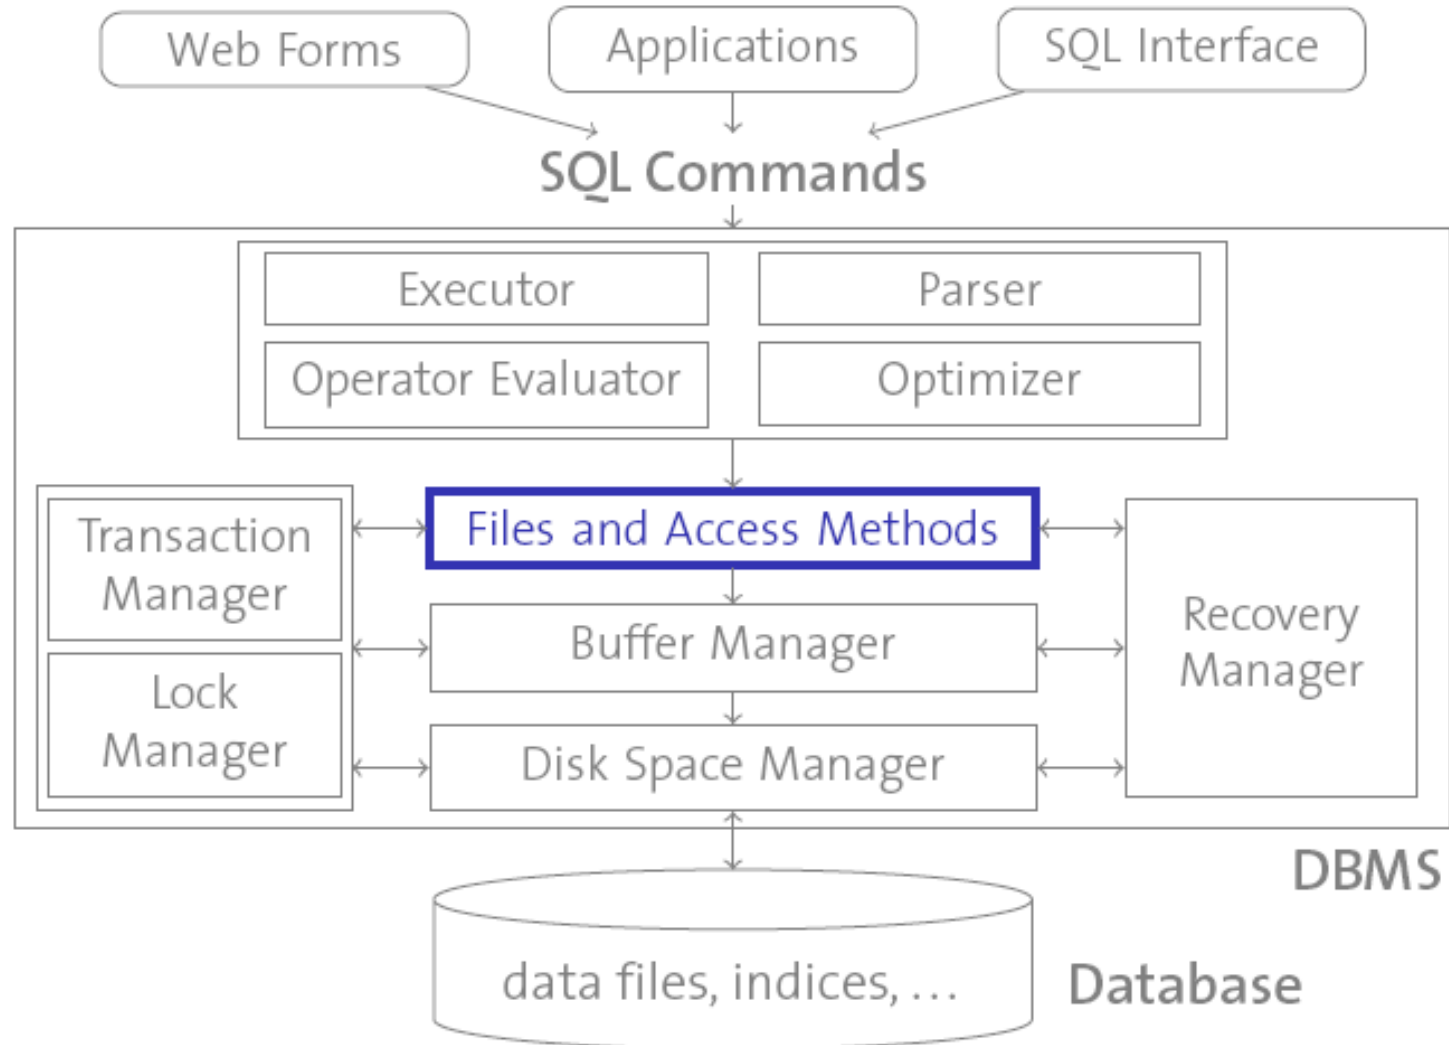 Web Forms
Applications
SQL Interface
SQL Commands
Executor
Parser
Operator Evaluator
Optimizer
Transaction
Manager
Files and Access Methods
Recovery
Manager
Buffer Manager
Lock
Manager
Disk Space Manager
DBMS
data files, indices, …
Database